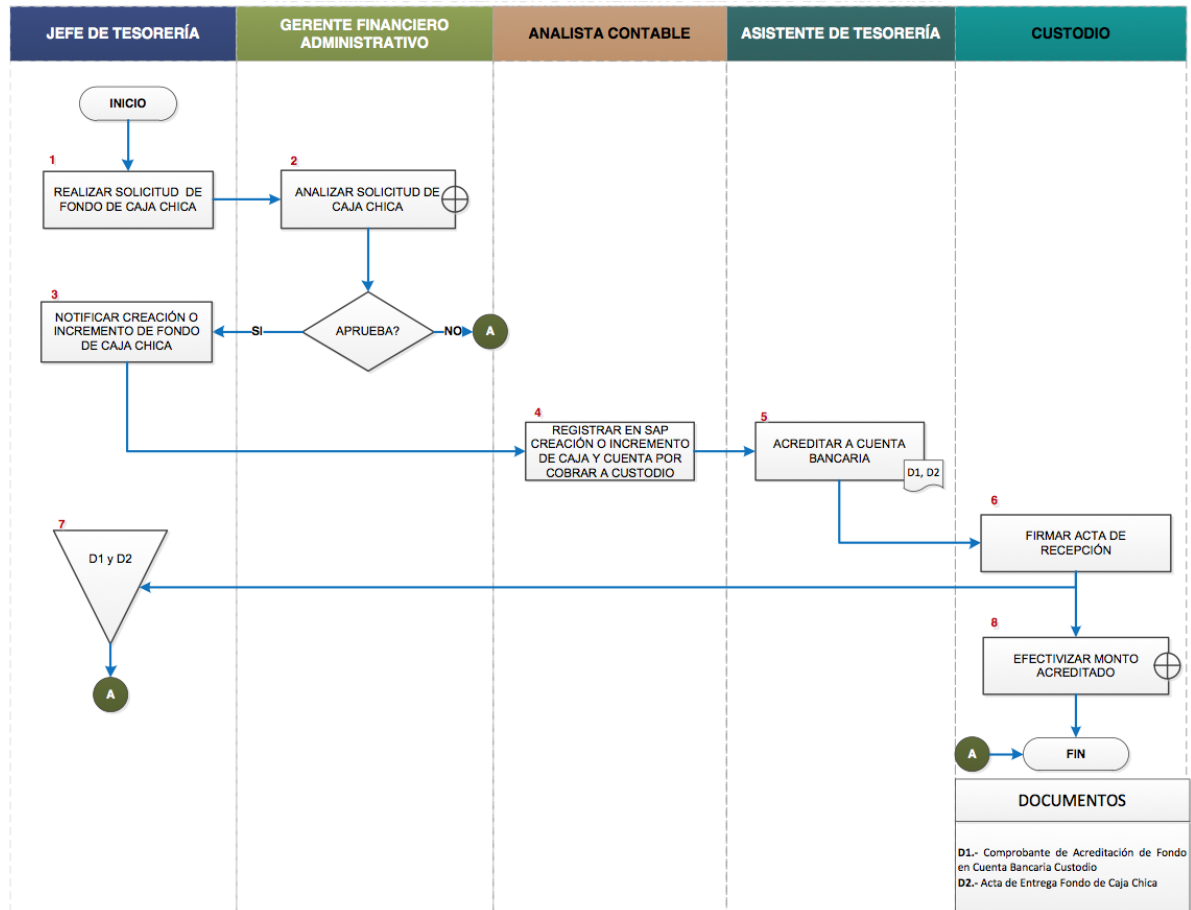 JEFE DE TESORERÍA
GERENTE FINANCIERO
ADMINISTRATIVO
ANALISTA CONTABLE
ASISTENTE DE TESORERÍA
CUSTODIO
INICIO
1
REALIZAR SOLICITUD DE
FONDO DE CAJA CHICA
2
ANALIZAR SOLICITUD DE
CAJA CHICA
3
NOTIFICAR CREACIÓN O
INCREMENTO DE FONDO
DE CAJA CHICA
SI
APRUEBA?
NO
A
4
REGISTRAR EN SAP
CREACIÓN O INCREMENTO
DE CAJA Y CUENTA POR
COBRAR A CUSTODIO
5
ACREDITAR A CUENTA
BANCARIA
D1, D2
6
FIRMAR ACTA DE
RECEPCIÓN
7
D1 y D2
A
8
EFECTIVIZAR MONTO
ACREDITADO
A
FIN
DOCUMENTOS
D1.- Comprobante de Acreditación de Fondo
en Cuenta Bancaria Custodio
D2.- Acta de Entrega Fondo de Caja Chica